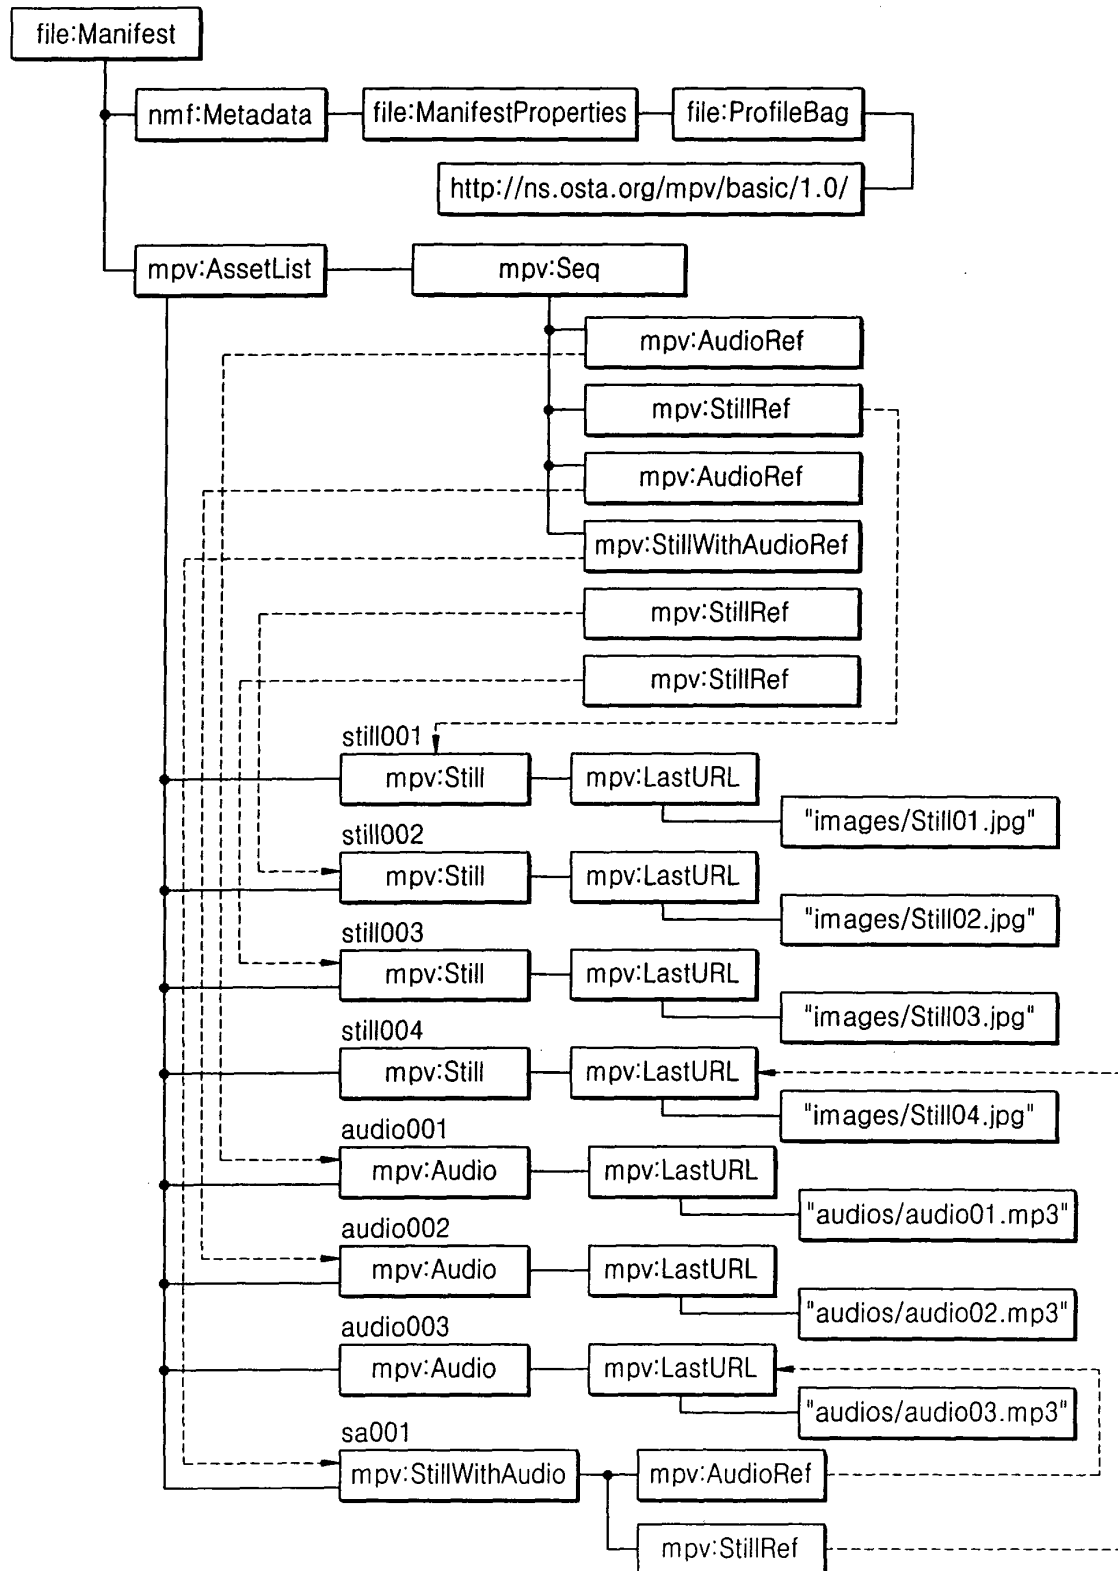 file:Manifest
nmf:Metadata
file:ManifestProperties
file:ProfileBag
http://ns.osta.org/mpv/basic/1.0/
mpv:AssetList
mpv:Seq
mpv:AudioRef
mpv:StillRef
mpv:AudioRef
mpv:StillWithAudioRef
mpv:StillRef
mpv:StillRef
still001
mpv:Still
mpv:LastURL
"images/Still01.jpg"
still002
mpv:Still
mpv:LastURL
"images/Still02.jpg"
still003
mpv:Still
mpv:LastURL
"images/Still03.jpg"
still004
mpv:Still
mpv:LastURL
"images/Still04.jpg"
audio001
mpv:Audio
mpv:LastURL
"audios/audio01.mp3"
audio002
mpv:Audio
mpv:LastURL
"audios/audio02.mp3"
audio003
mpv:Audio
mpv:LastURL
"audios/audio03.mp3"
sa001
mpv:StillWithAudio
mpv:AudioRef
mpv:StillRef